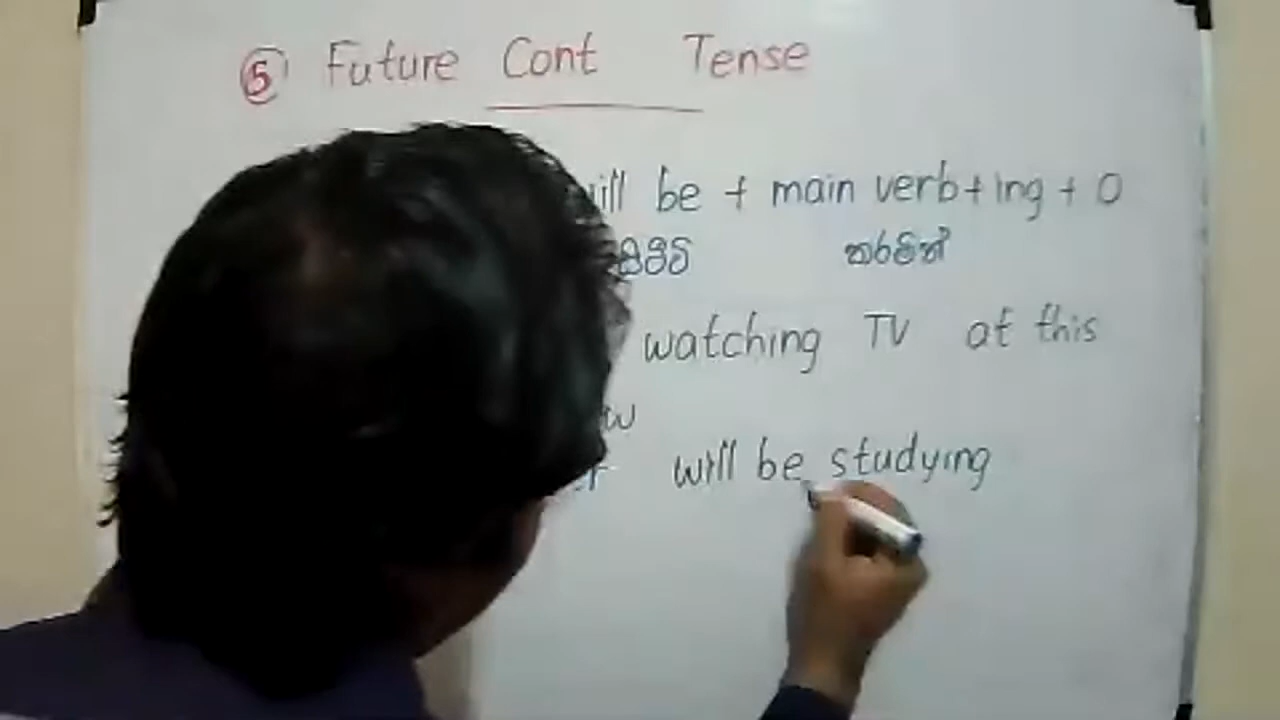 5 Future Cont Tense
will be + main verb + ing + O
කරමින්
watching TV at this
will be studying